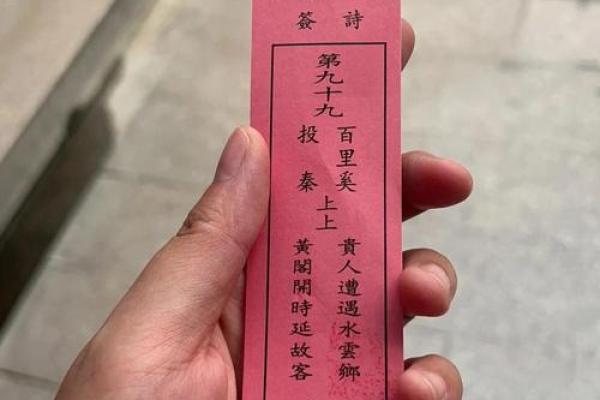 詩簽
第九十九
百里奚
投秦
上上
貴人遭遇水雲鄉
黃閣開時延故客